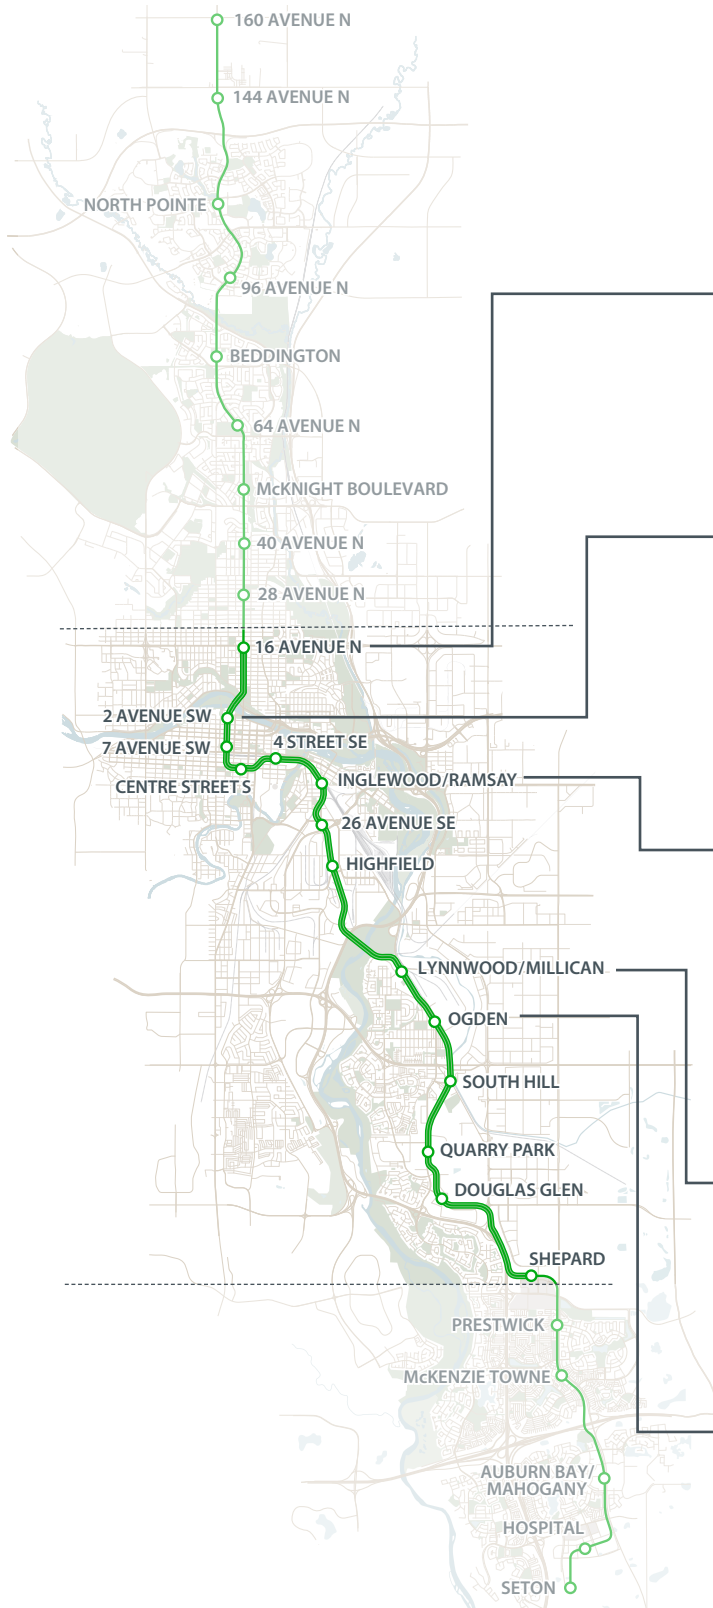 160 AVENUE N
144 AVENUE N
NORTH POINTE
96 AVENUE N
BEDDINGTON
64 AVENUE N
McKNIGHT BOULEVARD
40 AVENUE N
28 AVENUE N
16 AVENUE N
2 AVENUE SW
7 AVENUE SW
4 STREET SE
CENTRE STREET S
INGLEWOOD/RAMSAY
26 AVENUE SE
HIGHFIELD
LYNNWOOD/MILLICAN
OGDEN
SOUTH HILL
QUARRY PARK
DOUGLAS GLEN
SHEPARD
PRESTWICK
McKENZIE TOWNE
AUBURN BAY/
MAHOGANY
HOSPITAL
SETON